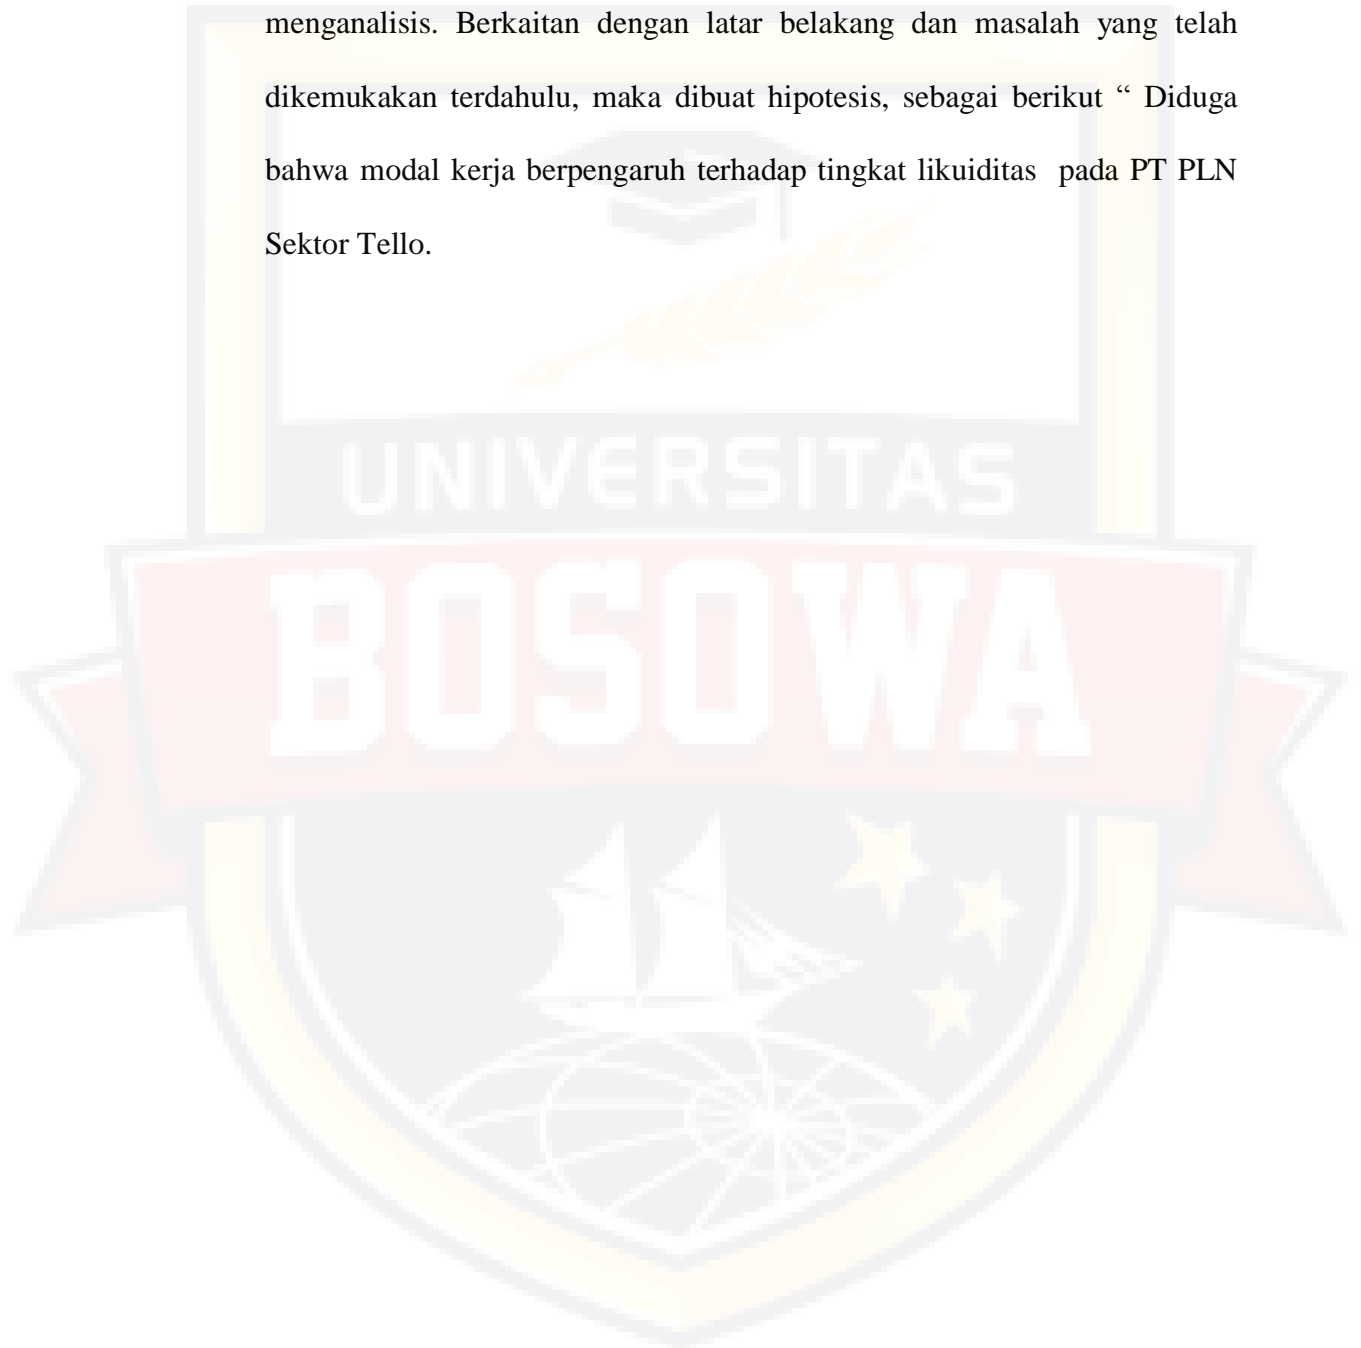 menganalisis. Berkaitan dengan latar belakang dan masalah yang telah
dikemukakan terdahulu, maka dibuat hipotesis, sebagai berikut “ Diduga
bahwa modal kerja berpengaruh terhadap tingkat likuiditas pada PT PLN
Sektor Tello.
UNIVERSITAS
BOSOWA